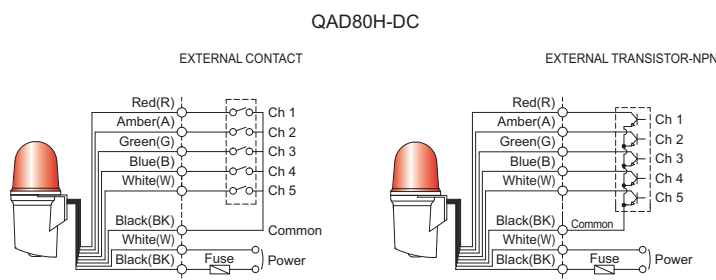 QAD80H-DC
EXTERNAL CONTACT
Red(R)
Amber(A)
Green(G)
Blue(B)
White(W)
Black(BK)
White(W)
Black(BK)
Ch 1
Ch 2
Ch 3
Ch 4
Ch 5
Common
Fuse
Power
EXTERNAL TRANSISTOR-NPN
Red(R)
Amber(A)
Green(G)
Blue(B)
White(W)
Black(BK)
White(W)
Black(BK)
Ch 1
Ch 2
Ch 3
Ch 4
Ch 5
Common
Fuse
Power